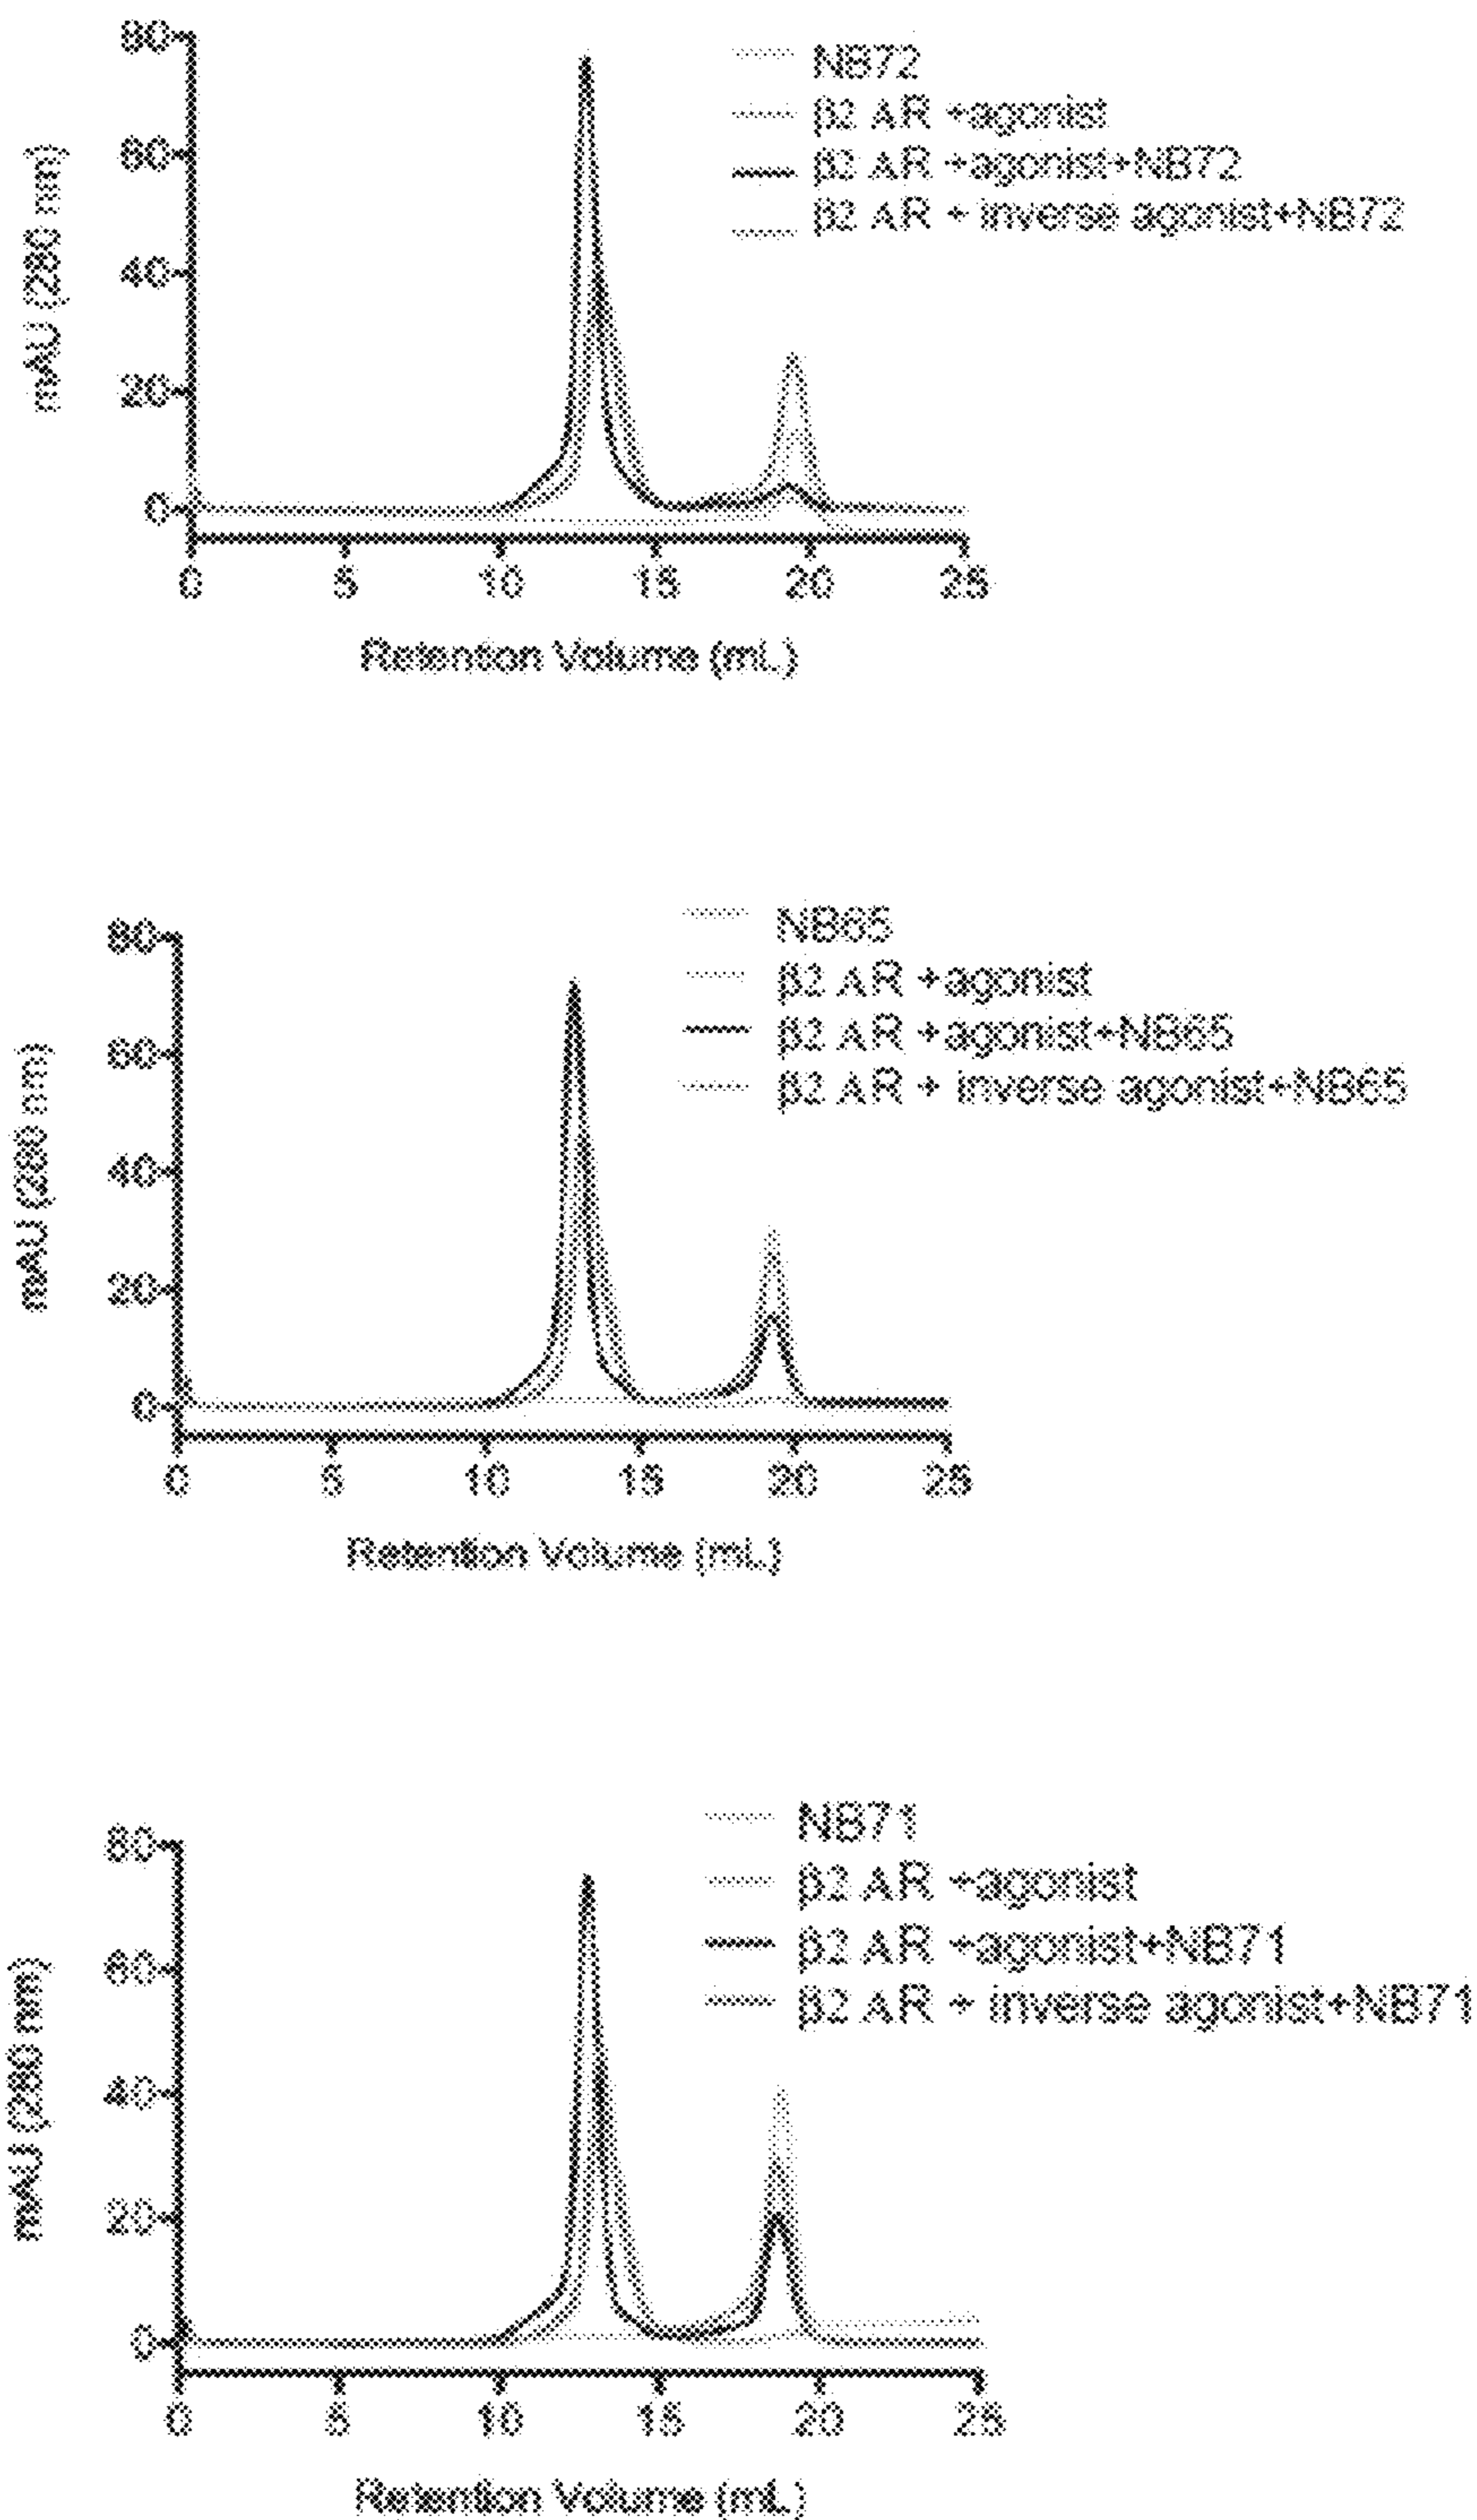 80
60
40
20
0
mAU (280 nm)
NB72
β2 AR +agonist
β2 AR +agonist+NB72
β2 AR + inverse agonist+NB72
0 5 10 15 20 25
Retention Volume (mL)
80
60
40
20
0
mAU (280 nm)
NB65
β2 AR +agonist
β2 AR +agonist+NB65
β2 AR + inverse agonist+NB65
0 5 10 15 20 25
Retention Volume (mL)
80
60
40
20
0
mAU (280 nm)
NB71
β2 AR +agonist
β2 AR +agonist+NB71
β2 AR + inverse agonist+NB71
0 5 10 15 20 25
Retention Volume (mL)